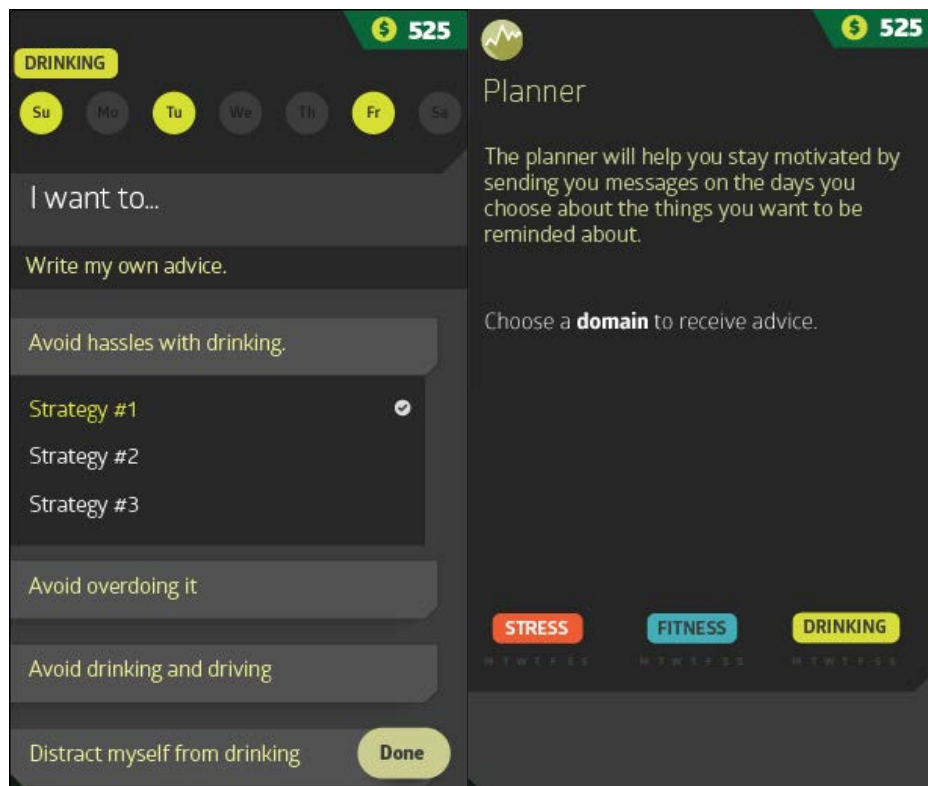 525
DRINKING
Su Mo Tu We Th Fr Sa
I want to...
Write my own advice.
Avoid hassles with drinking.
Strategy #1
Strategy #2
Strategy #3
Avoid overdoing it
Avoid drinking and driving
Distract myself from drinking
Done
525
Planner
The planner will help you stay motivated by
sending you messages on the days you
choose about the things you want to be
reminded about.
Choose a domain to receive advice.
STRESS FITNESS DRINKING
M T W T F S S M T W T F S S M T W T F S S